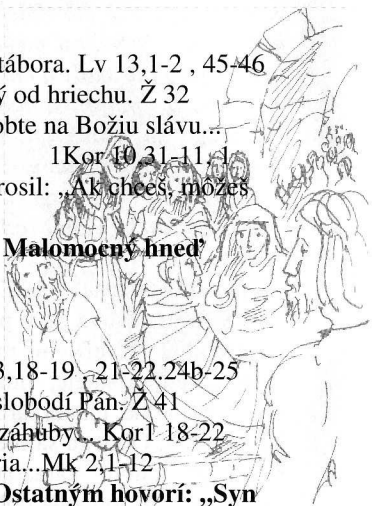 tábora. Lv 13,1-2 , 45-46
ý od hriechu. Ž 32
obte na Božiu slávu...
1Kor 10,31-11, 1
rosil: ,,Ak chceš, môžeš
Malomocný hneď
3,18-19 , 21-22.24b-25
slobodí Pán. Ž 41
záhuby... Kor1 18-22
ria...Mk 2,1-12
Ostatným hovorí: ,,Syn